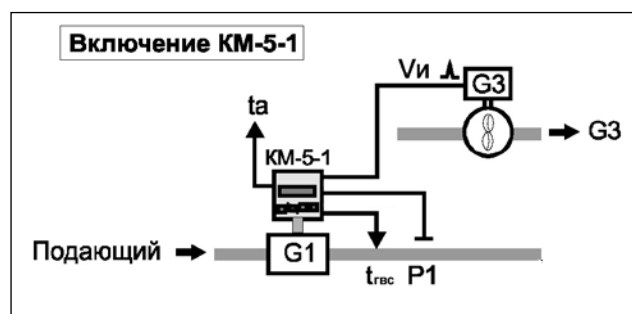 Включение КМ-5-1
Vи G3
ta
G3
КМ-5-1
Подающий G1
tгвс P1